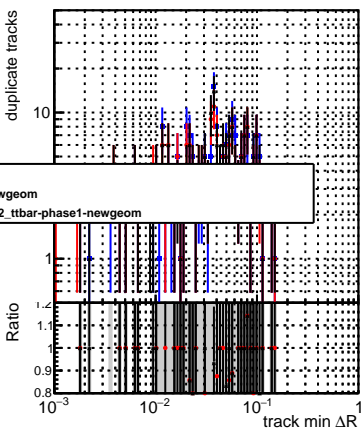 duplicate tracks
10
wgeom
2_ttbar-phase1-newgeom
1
Ratio
1.2
1.1
1
0.9
0.8
10⁻³
10⁻²
10⁻¹
1
track min ΔR